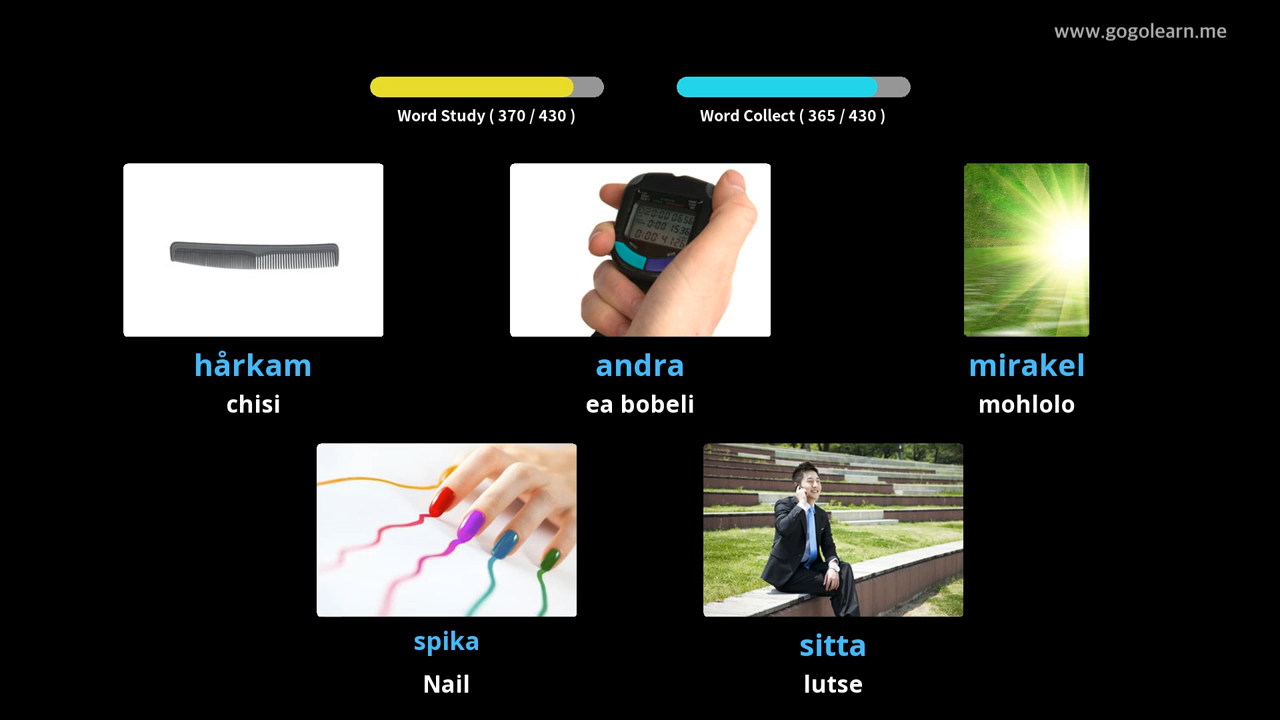 www.gogolearn.me
Word Study ( 370 / 430 )
Word Collect ( 365 / 430 )
hårkam
andra
mirakel
chisi
ea bobeli
mohlolo
spika
sitta
Nail
lutse